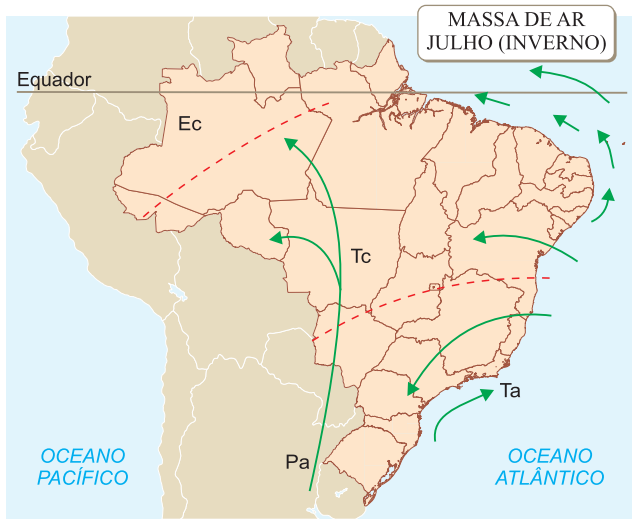 MASSA DE AR
JULHO (INVERNO)
Equador
Ec
Tc
Ta
Pa
OCEANO
PACÍFICO
OCEANO
ATLÂNTICO